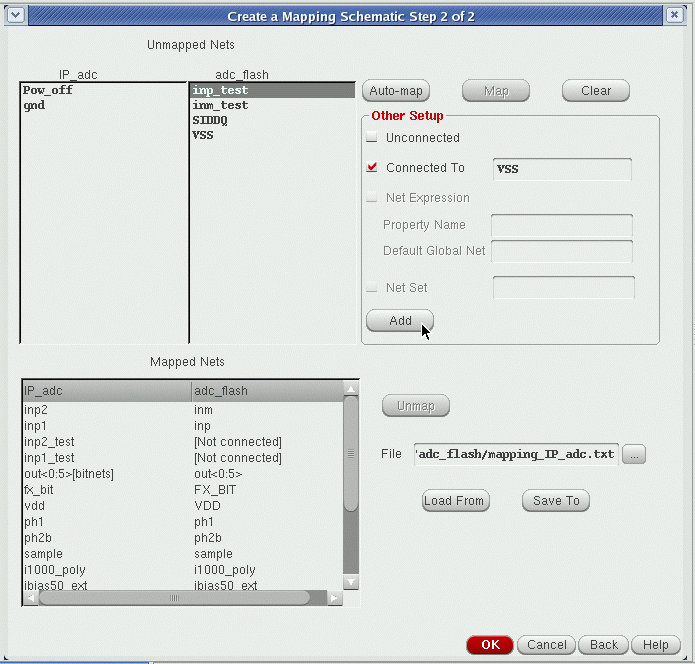 Create a Mapping Schematic Step 2 of 2
Unmapped Nets
IP_adc adc_flash
Pow_off inp_test
gnd inm_test
SIDDQ
VSS
Auto-map Map Clear
Other Setup
Unconnected
Connected To VSS
Net Expression
Property Name
Default Global Net
Net Set
Add
Mapped Nets
IP_adc adc_flash
inp2 inm
inp1 inp
inp2_test [Not connected]
inp1_test [Not connected]
out<0:5>[bitnets] out<0:5>
fx_bit FX_BIT
vdd VDD
ph1 ph1
ph2b ph2b
sample sample
i1000_poly i1000_poly
ibias50_ext ibias50_ext
Unmap
File 'adc_flash/mapping_IP_adc.txt ...
Load From Save To
OK Cancel Back Help